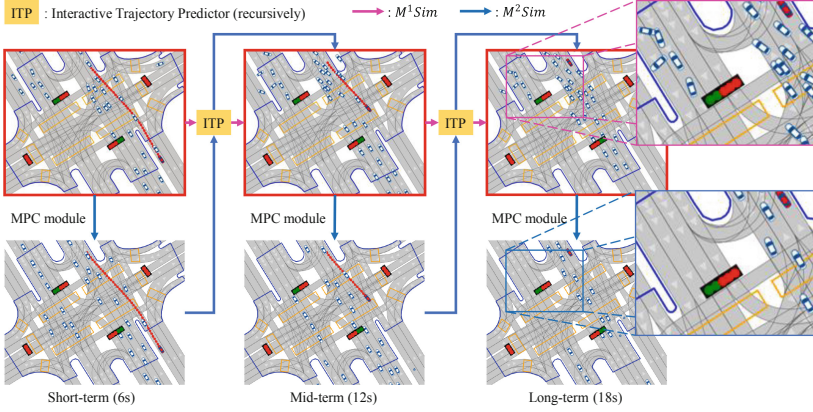 ITP : Interactive Trajectory Predictor (recursively) : M¹Sim : M²Sim
ITP ITP
MPC module MPC module MPC module
Short-term (6s) Mid-term (12s) Long-term (18s)